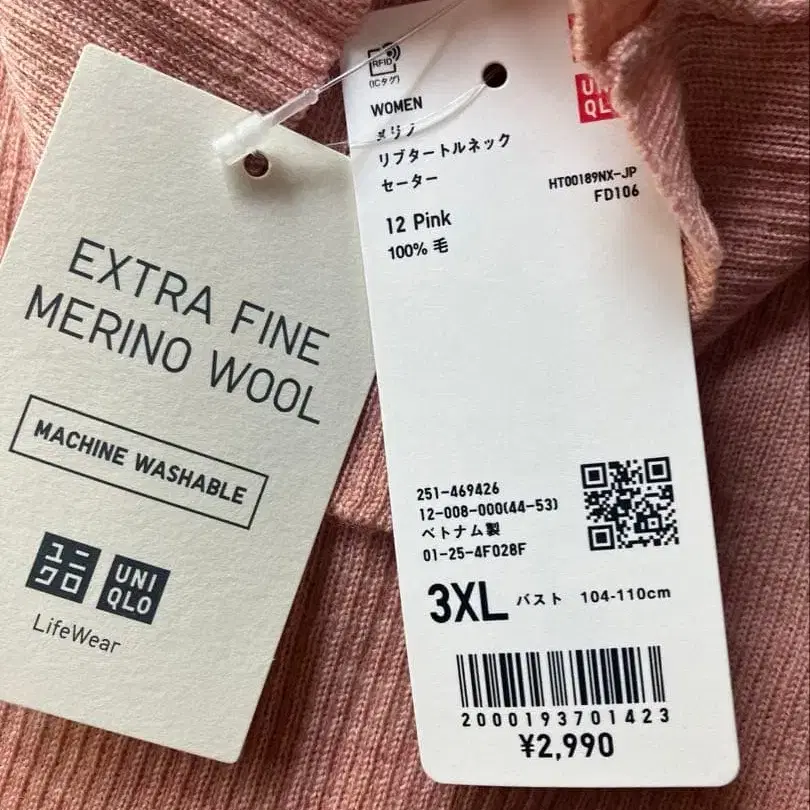 EXTRA FINE
MERINO WOOL
MACHINE WASHABLE
ユニ
クロ
UNI
QLO
LifeWear
RFID
(ICタグ)
WOMEN
メリノ
リブタートルネック
セーター
HT00189NX-JP
FD106
12 Pink
100% 毛
251-469426
12-008-000(44-53)
ベトナム製
01-25-4F028F
3XL バスト 104-110cm
2000193701423
¥2,990